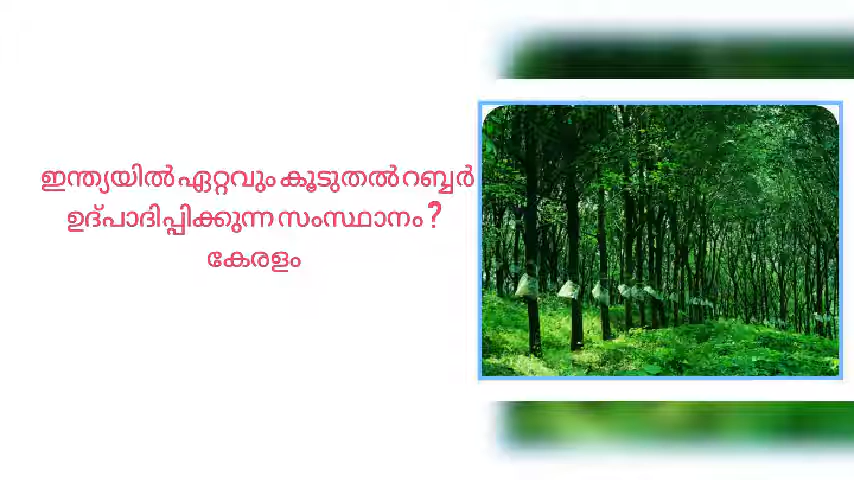 ഇന്ത്യയിൽ ഏറ്റവും കൂടുതൽ റബ്ബർ
ഉദ്പാദിപ്പിക്കുന്ന സംസ്ഥാനം ?
കേരളം